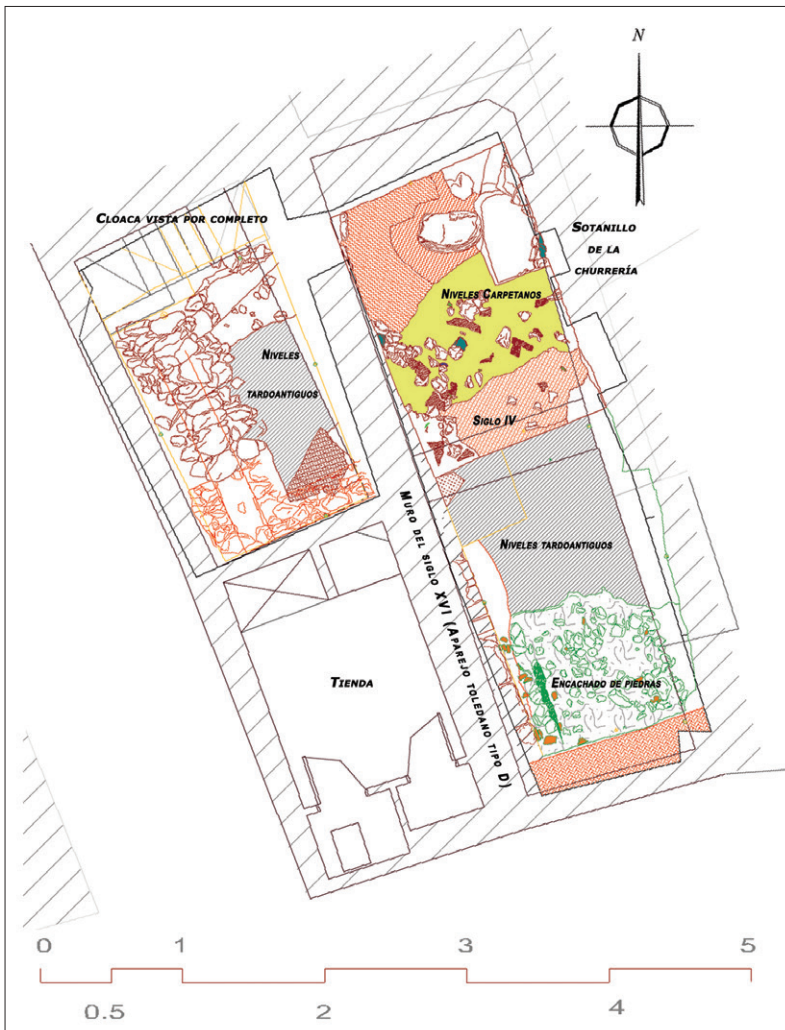 N
Cloaca vista por completo
Sotanillo
de la
churrería
Niveles Carpetanos
Niveles
tardoantiguos
Siglo IV
Niveles tardoantiguos
Muro del siglo XVI (Aparejo toledano tipo D)
Tienda
Encachado de piedras
0 1 3 5
0.5 2 4